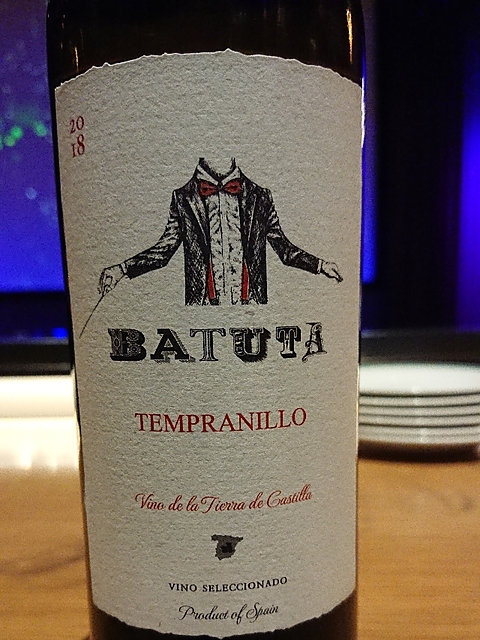 20
18
BATUTA
TEMPRANILLO
Vino de la Tierra de Castilla
VINO SELECCIONADO
Product of Spain